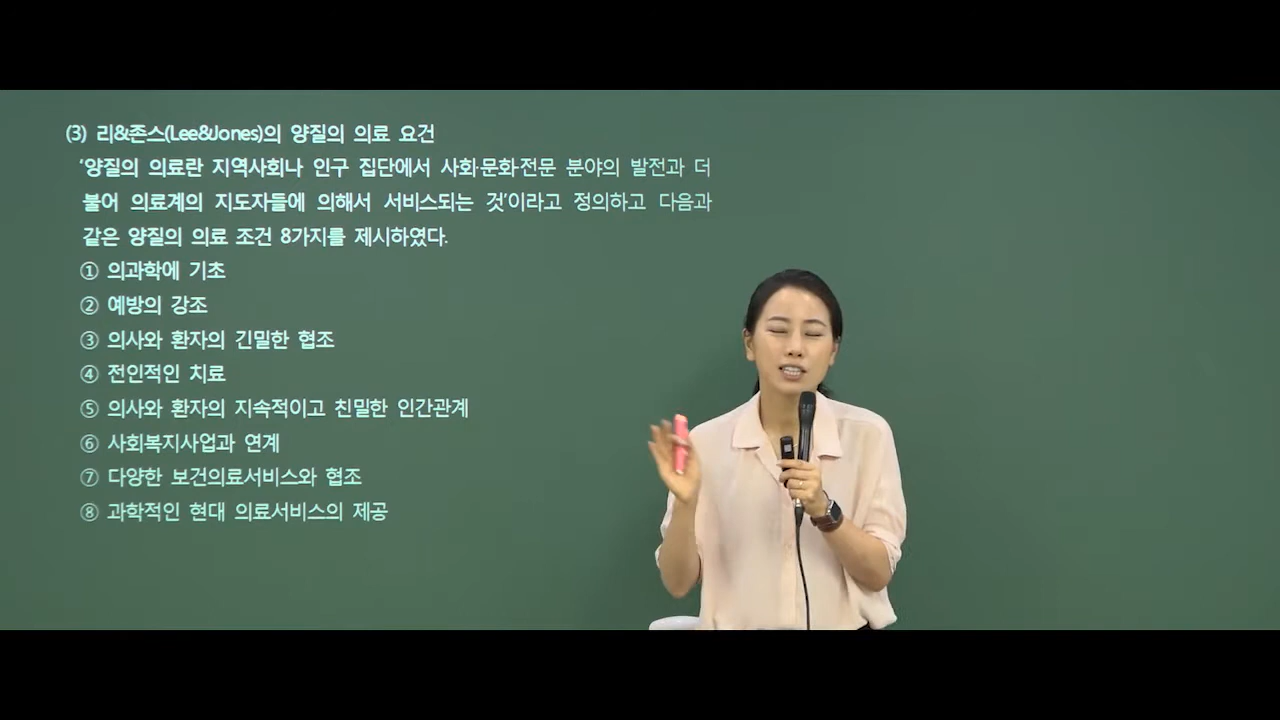 (3) 리&존스(Lee&Jones)의 양질의 의료 요건
'양질의 의료란 지역사회나 인구 집단에서 사회·문화·전문 분야의 발전과 더
불어 의료계의 지도자들에 의해서 서비스되는 것'이라고 정의하고 다음과
같은 양질의 의료 조건 8가지를 제시하였다.
① 의과학에 기초
② 예방의 강조
③ 의사와 환자의 긴밀한 협조
④ 전인적인 치료
⑤ 의사와 환자의 지속적이고 친밀한 인간관계
⑥ 사회복지사업과 연계
⑦ 다양한 보건의료서비스와 협조
⑧ 과학적인 현대 의료서비스의 제공